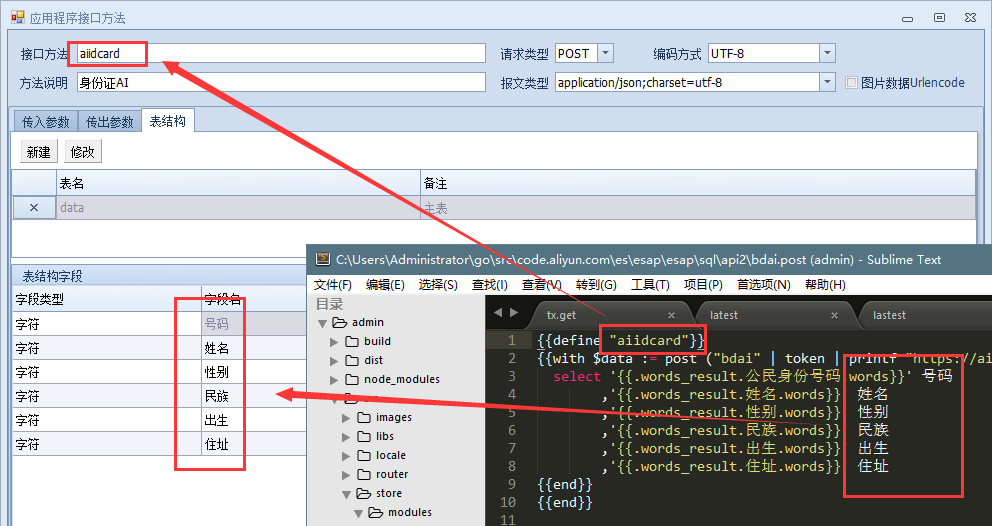 应用程序接口方法
接口方法 aiidcard 请求类型 POST 编码方式 UTF-8
方法说明 身份证AI 报文类型 application/json;charset=utf-8 图片数据Urlencode
传入参数 传出参数 表结构
新建 修改
表名 备注
data 主表
表结构字段
字段类型 字段名
字符 号码
字符 姓名
字符 性别
字符 民族
字符 出生
字符 住址
C:\Users\Administrator\go\src\code.aliyun.com\es\esap\esap\sql\api2\bdai.post (admin) - Sublime Text
文件(F) 编辑(E) 选择(S) 查找(I) 查看(V) 转到(G) 工具(T) 项目(P) 首选项(N) 帮助(H)
目录
admin
build
dist
node_modules
images
libs
locale
router
store
modules
tx.get × latest × lastest
1 {{define "aiidcard"}}
2 {{with $data := post ("bdai" | token | printf "https://ai
3 select '{{.words_result.公民身份号码.words}}' 号码
4 ,'{{.words_result.姓名.words}}' 姓名
5 ,'{{.words_result.性别.words}}' 性别
6 ,'{{.words_result.民族.words}}' 民族
7 ,'{{.words_result.出生.words}}' 出生
8 ,'{{.words_result.住址.words}}' 住址
9 {{end}}
10 {{end}}
11